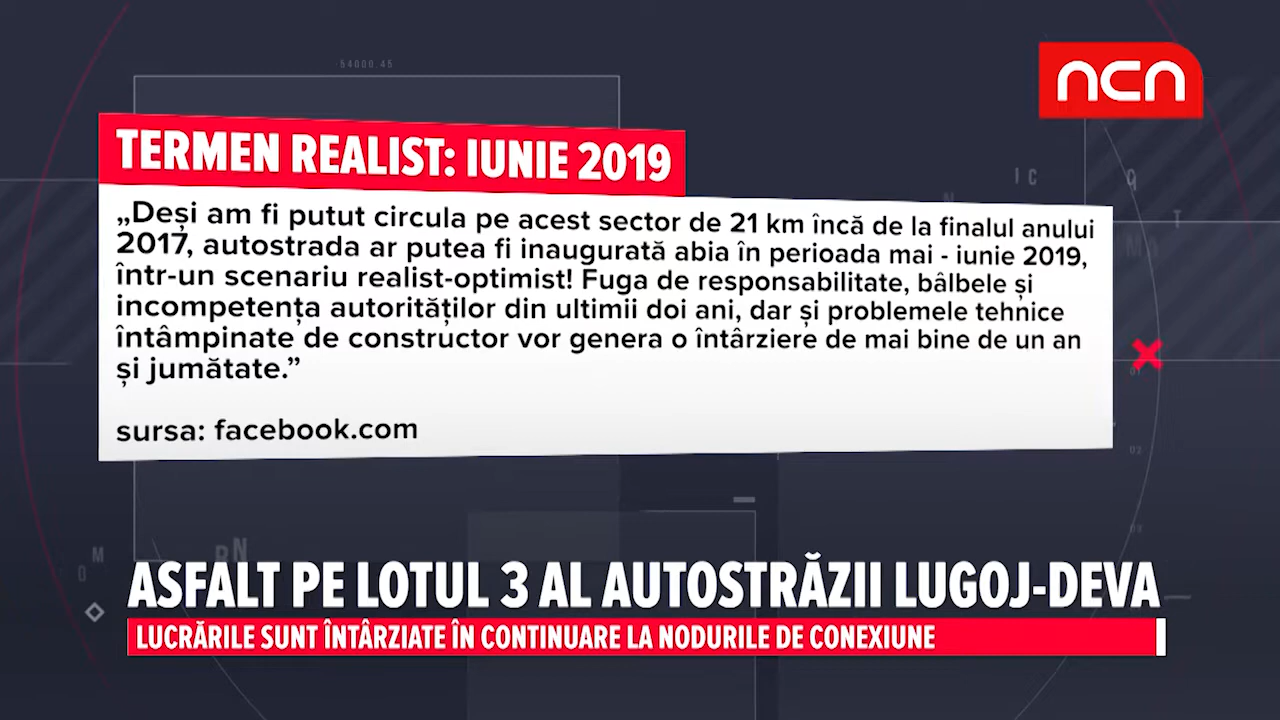 54000.45
ncn
TERMEN REALIST: IUNIE 2019
„Deși am fi putut circula pe acest sector de 21 km încă de la finalul anului
2017, autostrada ar putea fi inaugurată abia în perioada mai - iunie 2019,
într-un scenariu realist-optimist! Fuga de responsabilitate, bâlbele și
incompetența autorităților din ultimii doi ani, dar și problemele tehnice
întâmpinate de constructor vor genera o întârziere de mai bine de un an
și jumătate.”
sursa: facebook.com
ASFALT PE LOTUL 3 AL AUTOSTRĂZII LUGOJ-DEVA
LUCRĂRILE SUNT ÎNTÂRZIATE ÎN CONTINUARE LA NODURILE DE CONEXIUNE